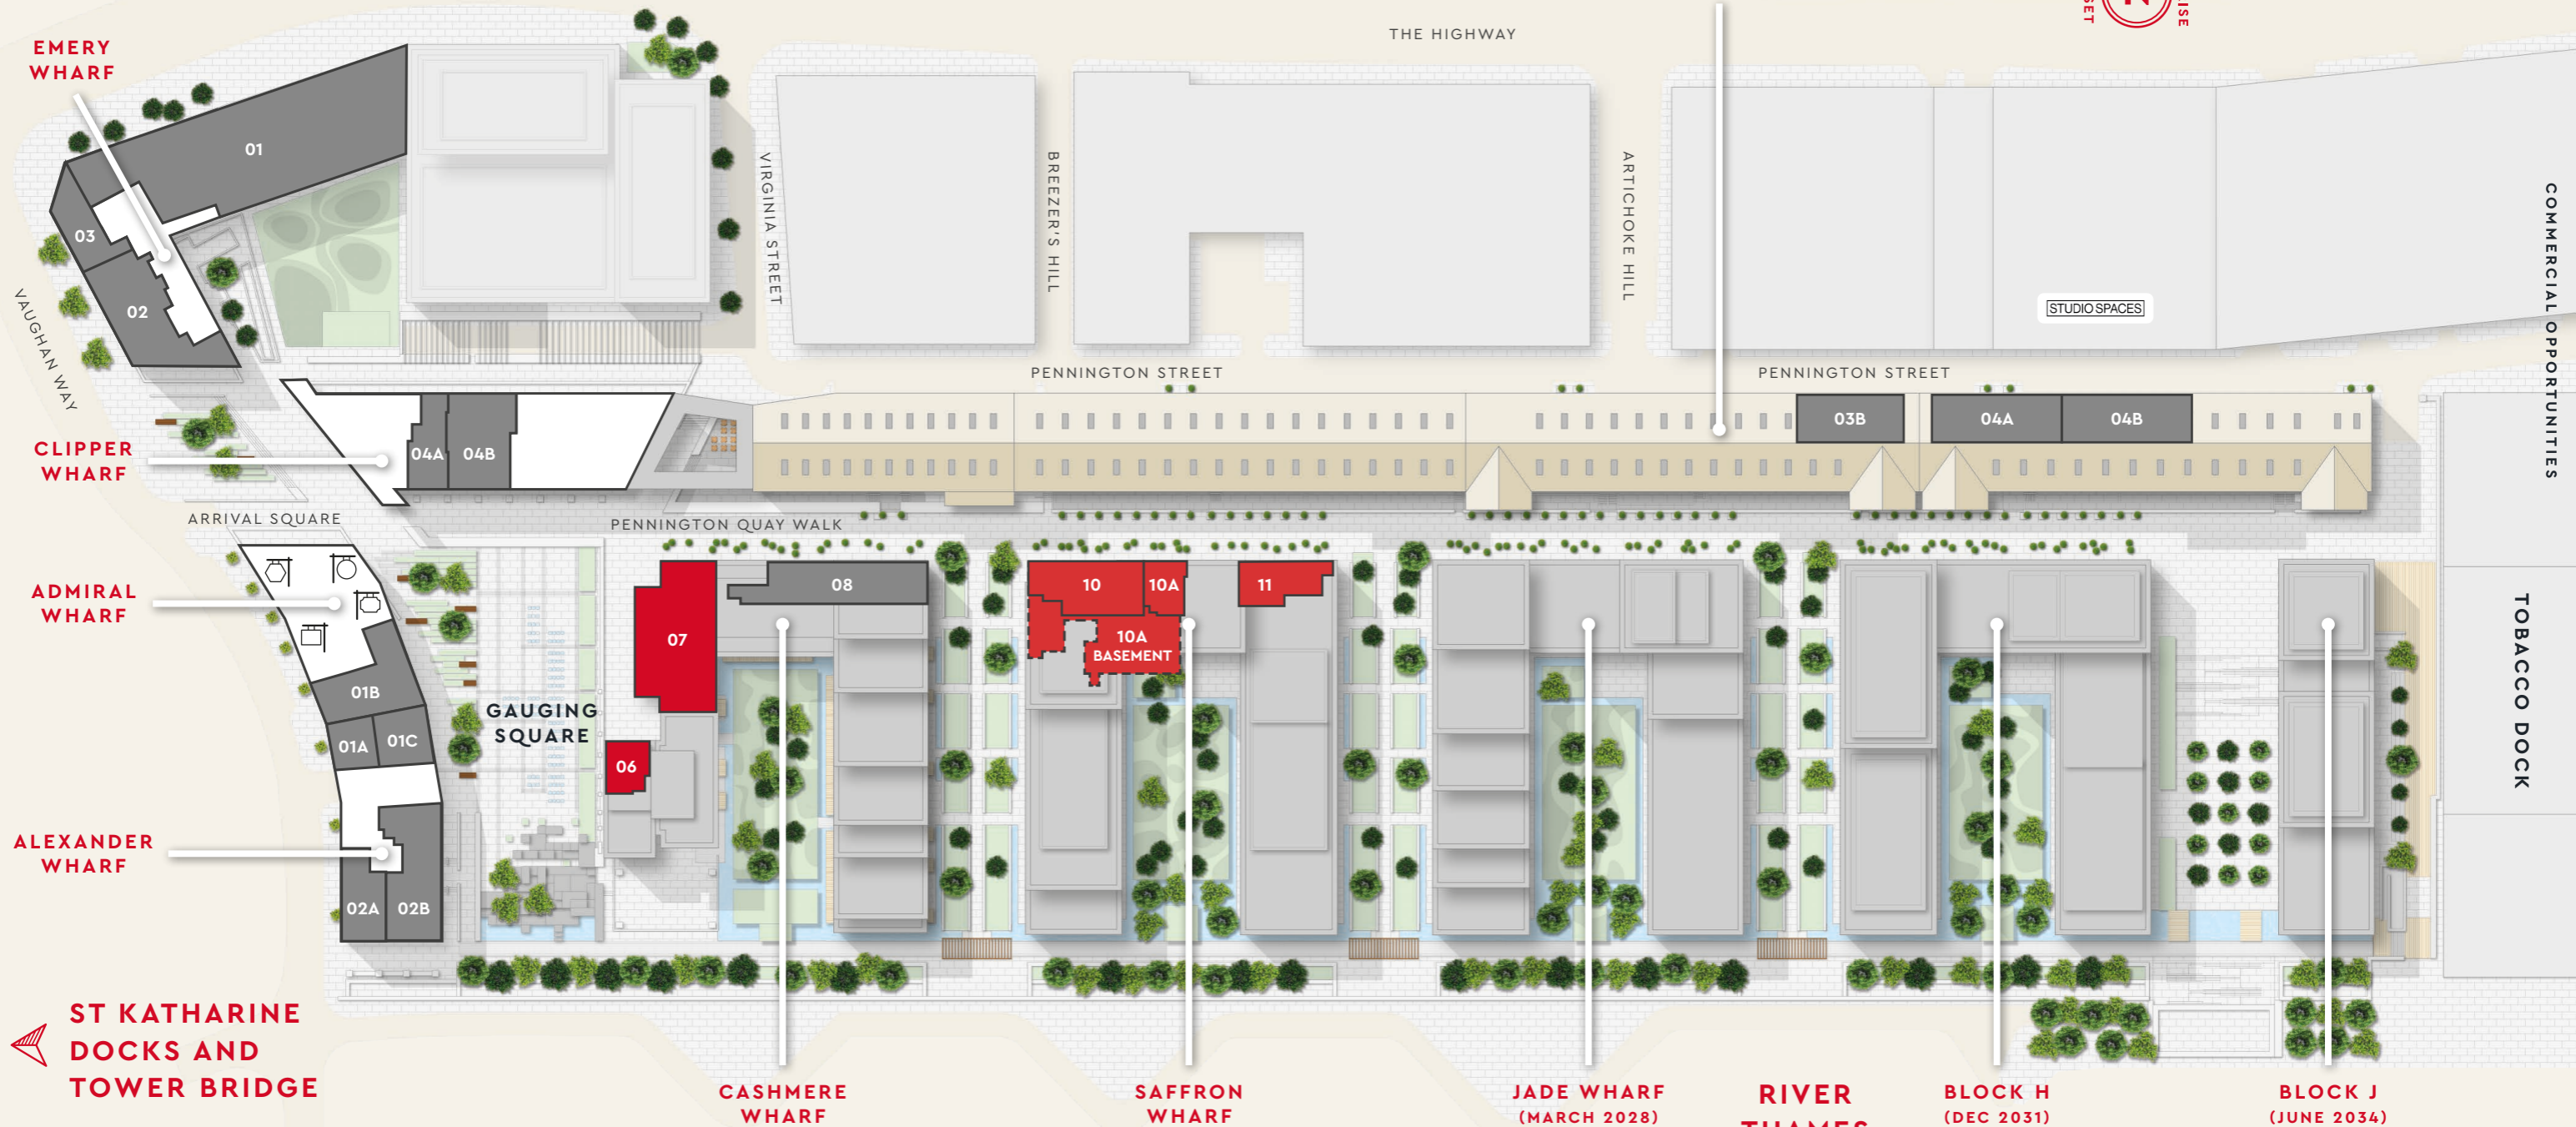 THE HIGHWAY
EMERY
WHARF
01
03
02
VAUGHAN WAY
VIRGINIA STREET
BREEZER'S HILL
ARTICHOKE HILL
STUDIO SPACES
COMMERCIAL OPPORTUNITIES
PENNINGTON STREET
PENNINGTON STREET
CLIPPER
WHARF
04A
04B
03B
04A
04B
ARRIVAL SQUARE
PENNINGTON QUAY WALK
ADMIRAL
WHARF
01B
01A
01C
GAUGING
SQUARE
07
06
08
10
10A
10A
BASEMENT
11
TOBACCO DOCK
ALEXANDER
WHARF
02A
02B
ST KATHARINE
DOCKS AND
TOWER BRIDGE
CASHMERE
WHARF
SAFFRON
WHARF
JADE WHARF
(MARCH 2028)
RIVER
THAMES
BLOCK H
(DEC 2031)
BLOCK J
(JUNE 2034)